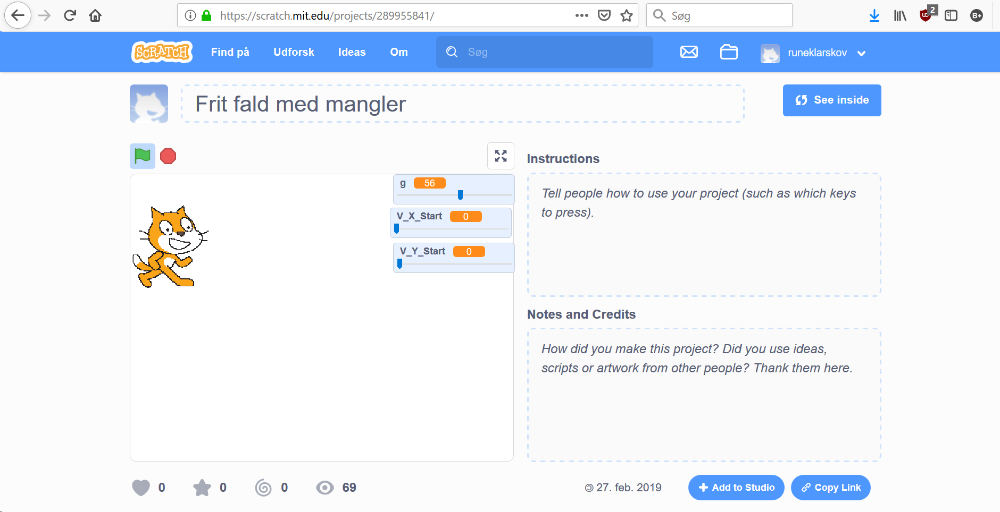 https://scratch.mit.edu/projects/289955841/
Søg
2
B+
SCRATCH
Find på
Udforsk
Ideas
Om
Søg
runeklarskov
Frit fald med mangler
See inside
g 56
V_X_Start 0
V_Y_Start 0
Instructions
Tell people how to use your project (such as which keys
to press).
Notes and Credits
How did you make this project? Did you use ideas,
scripts or artwork from other people? Thank them here.
0
0
0
69
27. feb. 2019
Add to Studio
Copy Link